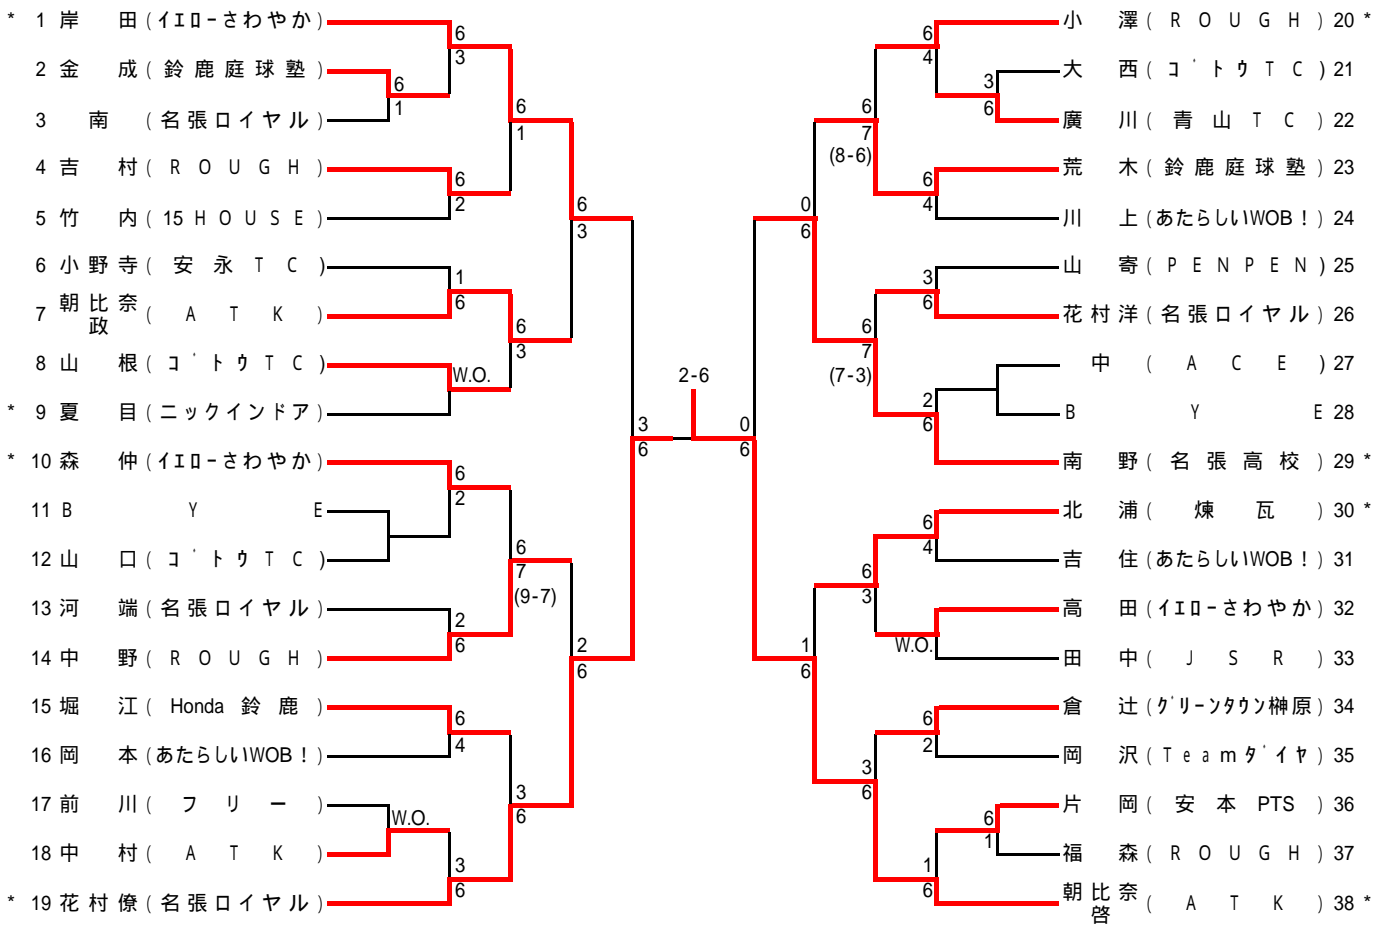 * 1 岸 田 (イエローさわやか)
6
3
2 金 成 ( 鈴 鹿 庭 球 塾 )
6
1
3 南 ( 名 張 ロ イ ヤ ル )
6
1
4 吉 村 ( R O U G H )
6
2
5 竹 内 ( 15 H O U S E )
6
3
6 小 野 寺 ( 安 永 T C )
1
6
7 朝 比 奈 政 ( A T K )
6
3
8 山 根 ( ゴ ト ウ T C )
W.O.
* 9 夏 目 ( ニ ッ ク イ ン ド ア )
3
6
* 10 森 仲 (イエローさわやか)
6
2
11 B Y E
12 山 口 ( ゴ ト ウ T C )
6
7
(9-7)
13 河 端 ( 名 張 ロ イ ヤ ル )
2
6
14 中 野 ( R O U G H )
2
6
15 堀 江 ( Honda 鈴 鹿 )
6
4
16 岡 本 (あたらしいWOB!)
3
6
17 前 川 ( フ リ ー )
W.O.
18 中 村 ( A T K )
3
6
* 19 花 村 僚 ( 名 張 ロ イ ヤ ル )
2-6
小 澤 ( R O U G H ) 20 *
6
4
大 西 ( ゴ ト ウ T C ) 21
3
6
廣 川 ( 青 山 T C ) 22
6
7
(8-6)
荒 木 ( 鈴 鹿 庭 球 塾 ) 23
6
4
川 上 (あたらしいWOB!) 24
0
6
山 寄 ( P E N P E N ) 25
3
6
花 村 洋 ( 名 張 ロ イ ヤ ル ) 26
6
7
(7-3)
中 ( A C E ) 27
B Y E 28
2
6
南 野 ( 名 張 高 校 ) 29 *
0
6
北 浦 ( 煉 瓦 ) 30 *
6
4
吉 住 (あたらしいWOB!) 31
6
3
高 田 (イエローさわやか) 32
W.O.
田 中 ( J S R ) 33
1
6
倉 辻 (グリーンタウン榊原) 34
6
2
岡 沢 ( T e a m ダ イ ヤ ) 35
3
6
片 岡 ( 安 本 PTS ) 36
6
1
福 森 ( R O U G H ) 37
1
6
朝 比 奈 啓 ( A T K ) 38 *